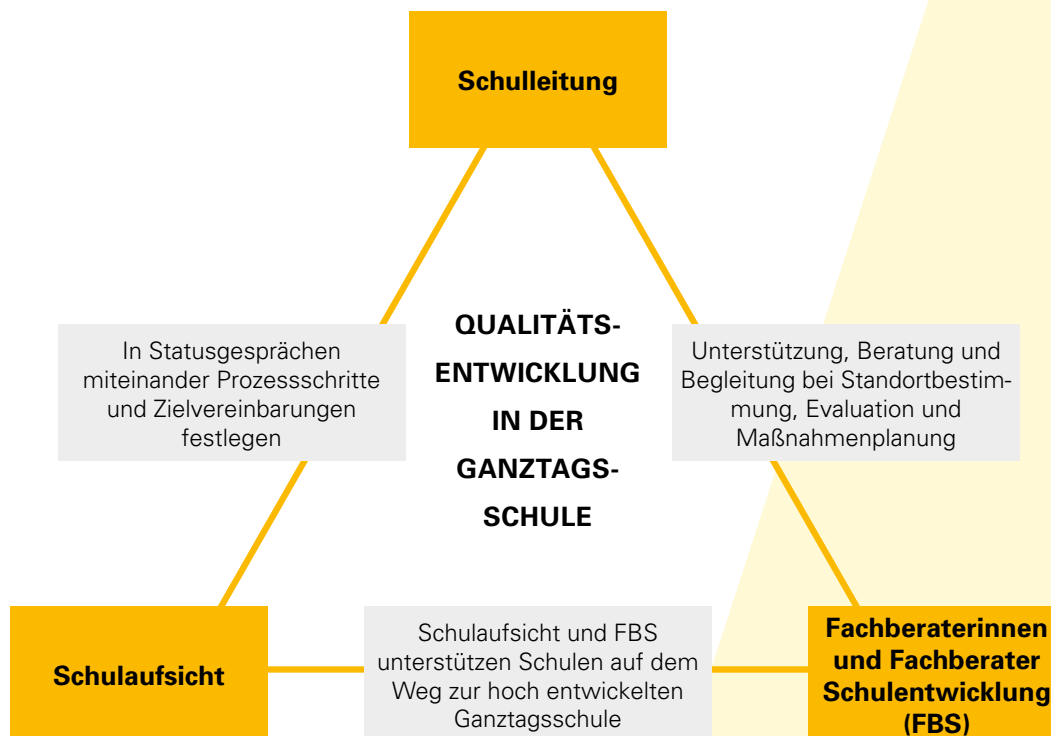 Schulleitung
QUALITÄTS-
ENTWICKLUNG
IN DER
GANZTAGS-
SCHULE
In Statusgesprächen
miteinander Prozessschritte
und Zielvereinbarungen
festlegen
Unterstützung, Beratung und
Begleitung bei Standortbestim-
mung, Evaluation und
Maßnahmenplanung
Schulaufsicht
Schulaufsicht und FBS
unterstützen Schulen auf dem
Weg zur hoch entwickelten
Ganztagsschule
Fachberaterinnen
und Fachberater
Schulentwicklung
(FBS)